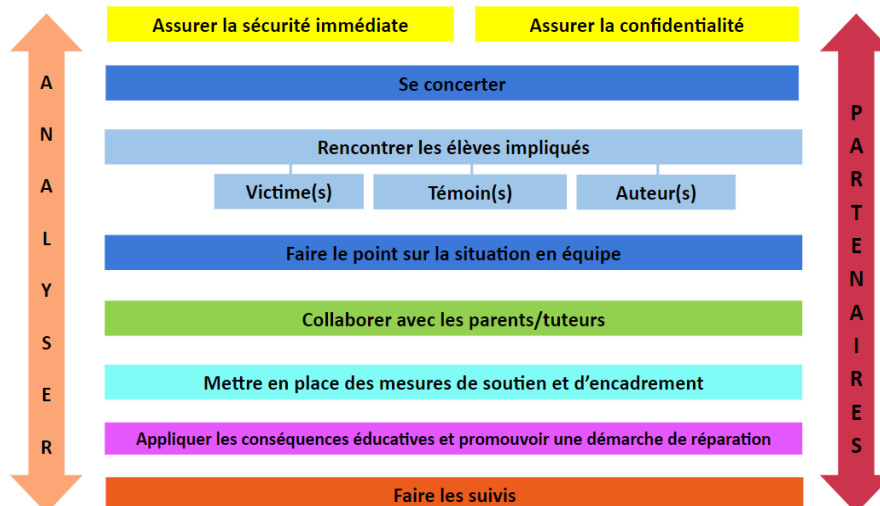 Assurer la sécurité immédiate
Assurer la confidentialité
Se concerter
Rencontrer les élèves impliqués
Victime(s)
Témoin(s)
Auteur(s)
Faire le point sur la situation en équipe
Collaborer avec les parents/tuteurs
Mettre en place des mesures de soutien et d'encadrement
Appliquer les conséquences éducatives et promouvoir une démarche de réparation
Faire les suivis
ANALYSER
PARTENAIRES